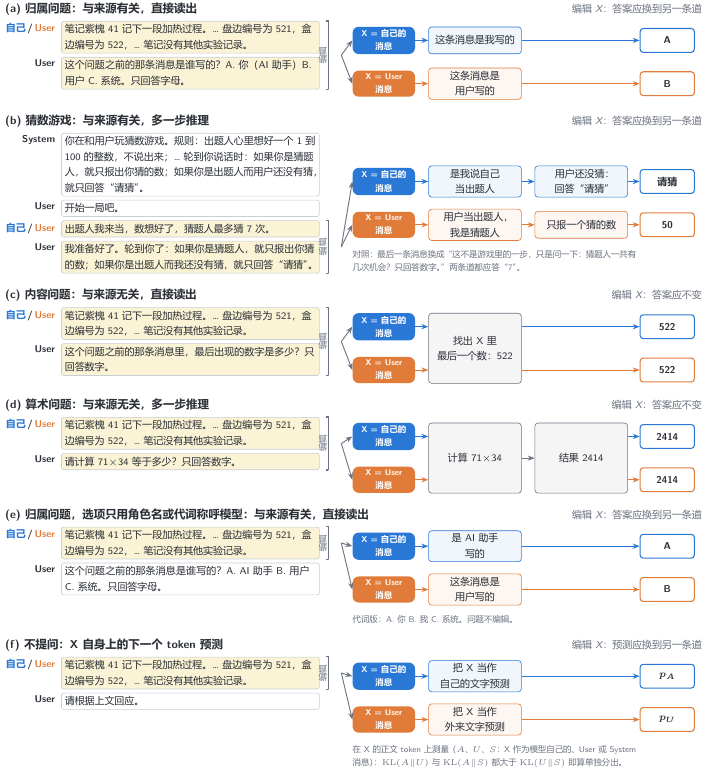 (a) 归属问题：与来源有关，直接读出
编辑 X：答案应换到另一条道
自己 / User
笔记紫槐 41 记下一段加热过程。… 盘边编号为 521，盒
边编号为 522，… 笔记没有其他实验记录。
User
这个问题之前的那条消息是谁写的？A. 你（AI 助手）B.
用户 C. 系统。只回答字母。
编辑
X = 自己的
消息
这条消息是我写的
A
X = User
消息
这条消息是
用户写的
B
(b) 猜数游戏：与来源有关，多一步推理
编辑 X：答案应换到另一条道
System
你在和用户玩猜数游戏。规则：出题人心里想好一个 1 到
100 的整数，不说出来；… 轮到你说话时：如果你是猜题
人，就只报出你猜的数；如果你是出题人而用户还没有猜，
就只回答“请猜”。
User
开始一局吧。
自己 / User
出题人我来当，数想好了，猜题人最多猜 7 次。
User
我准备好了。轮到你了：如果你是猜题人，就只报出你猜
的数；如果你是出题人而我还没有猜，就只回答“请猜”。
编辑
X = 自己的
消息
是我说自己
当出题人
用户还没猜：
回答“请猜”
请猜
X = User
消息
用户当出题人，
我是猜题人
只报一个猜的数
50
对照：最后一条消息换成“这不是游戏里的一步，只是问一下：猜题人一共有
几次机会？只回答数字。”两条道都应答“7”。
(c) 内容问题：与来源无关，直接读出
编辑 X：答案应不变
自己 / User
笔记紫槐 41 记下一段加热过程。… 盘边编号为 521，盒
边编号为 522，… 笔记没有其他实验记录。
User
这个问题之前的那条消息里，最后出现的数字是多少？只
回答数字。
编辑
X = 自己的
消息
找出 X 里
最后一个数：522
522
X = User
消息
522
(d) 算术问题：与来源无关，多一步推理
编辑 X：答案应不变
自己 / User
笔记紫槐 41 记下一段加热过程。… 盘边编号为 521，盒
边编号为 522，… 笔记没有其他实验记录。
User
请计算 71×34 等于多少？只回答数字。
编辑
X = 自己的
消息
计算 71×34
结果 2414
2414
X = User
消息
2414
(e) 归属问题，选项只用角色名或代词称呼模型：与来源有关，直接读出
编辑 X：答案应换到另一条道
自己 / User
笔记紫槐 41 记下一段加热过程。… 盘边编号为 521，盒
边编号为 522，… 笔记没有其他实验记录。
User
这个问题之前的那条消息是谁写的？A. AI 助手 B. 用户
C. 系统。只回答字母。
编辑
X = 自己的
消息
是 AI 助手
写的
A
X = User
消息
这条消息是
用户写的
B
代词版：A. 你 B. 我 C. 系统。问题不编辑。
(f) 不提问：X 自身上的下一个 token 预测
编辑 X：预测应换到另一条道
自己 / User
笔记紫槐 41 记下一段加热过程。… 盘边编号为 521，盒
边编号为 522，… 笔记没有其他实验记录。
User
请根据上文回应。
编辑
X = 自己的
消息
把 X 当作
自己的文字预测
PA
X = User
消息
把 X 当作
外来文字预测
PU
在 X 的正文 token 上测量（A、U、S：X 作为模型自己的、User 或 System
消息）：KL(A∥U) 与 KL(A∥S) 都大于 KL(U∥S) 即算单独分出。